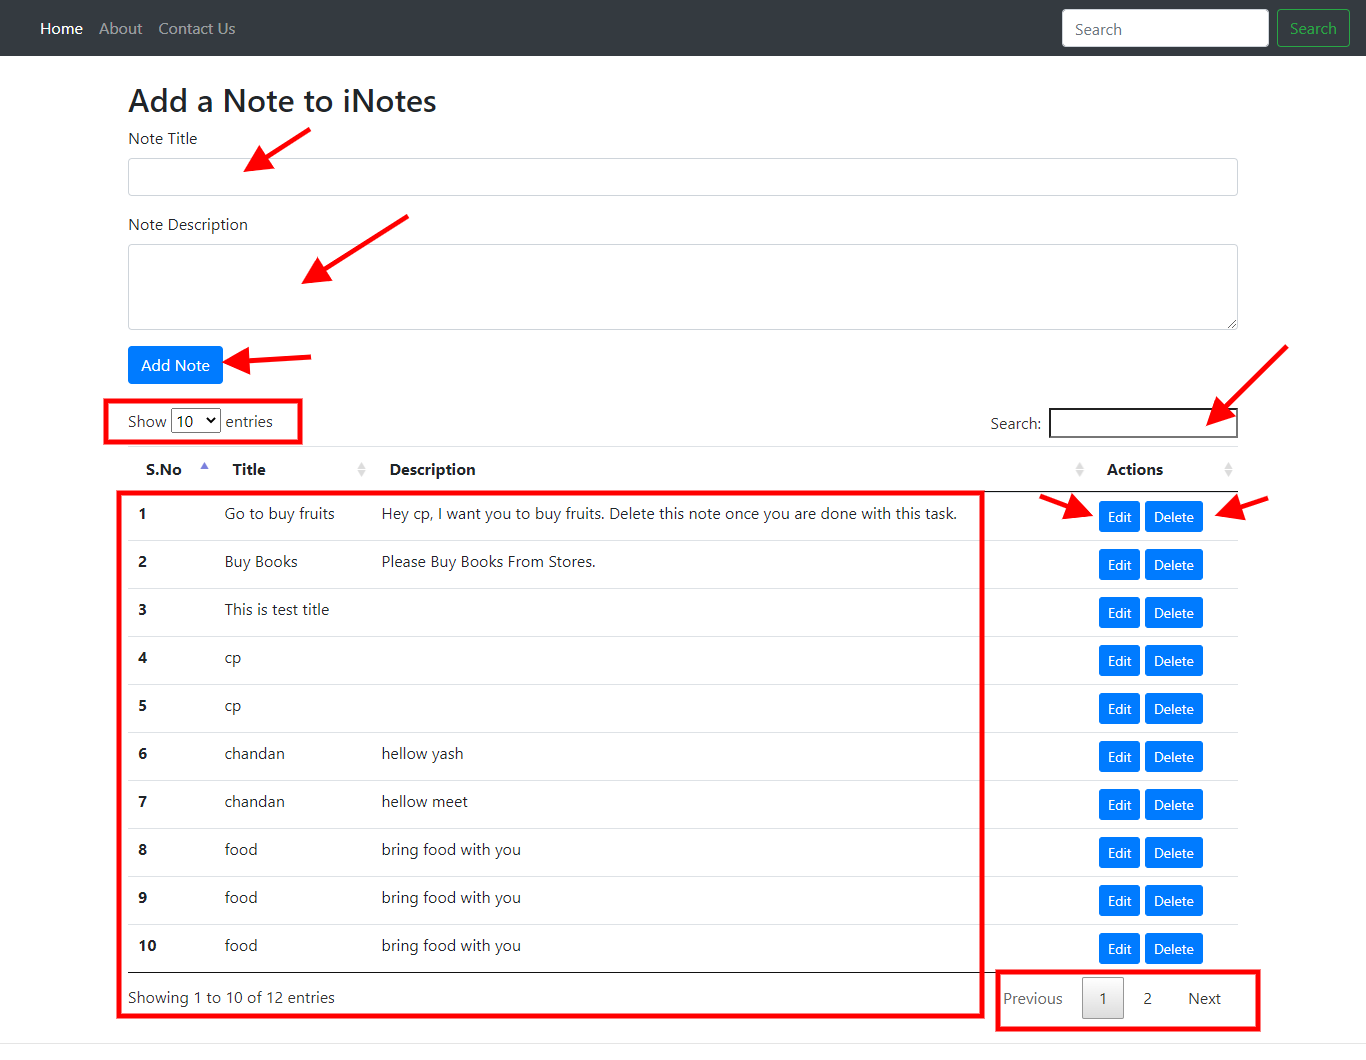 Home About Contact Us Search Search
Add a Note to iNotes
Note Title
Note Description
Add Note
Show 10 entries Search:
S.No Title Description Actions
1 Go to buy fruits Hey cp, I want you to buy fruits. Delete this note once you are done with this task. Edit Delete
2 Buy Books Please Buy Books From Stores. Edit Delete
3 This is test title Edit Delete
4 cp Edit Delete
5 cp Edit Delete
6 chandan hellow yash Edit Delete
7 chandan hellow meet Edit Delete
8 food bring food with you Edit Delete
9 food bring food with you Edit Delete
10 food bring food with you Edit Delete
Showing 1 to 10 of 12 entries Previous 1 2 Next